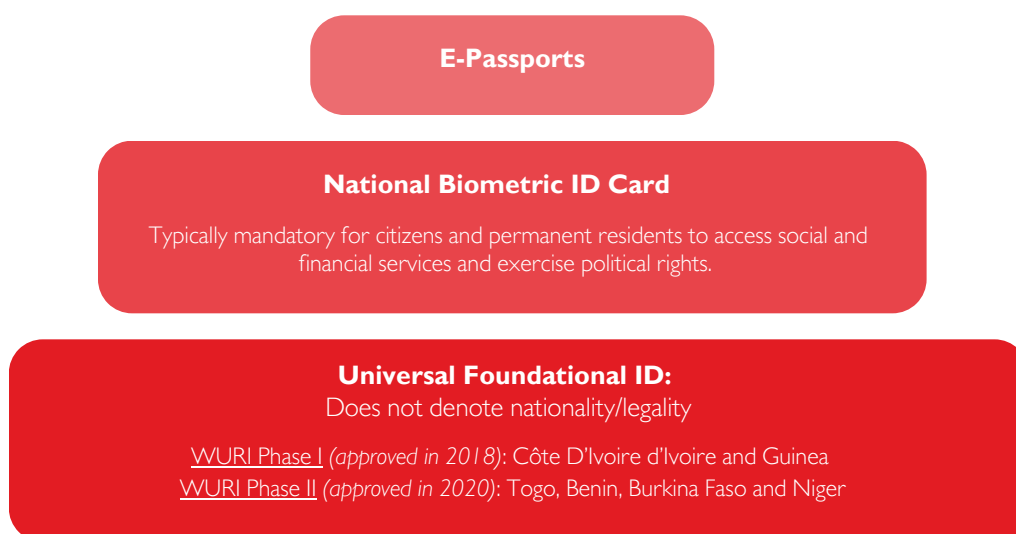 E-Passports
National Biometric ID Card
Typically mandatory for citizens and permanent residents to access social and
financial services and exercise political rights.
Universal Foundational ID:
Does not denote nationality/legality
WURI Phase I (approved in 2018): Côte D'Ivoire d'Ivoire and Guinea
WURI Phase II (approved in 2020): Togo, Benin, Burkina Faso and Niger